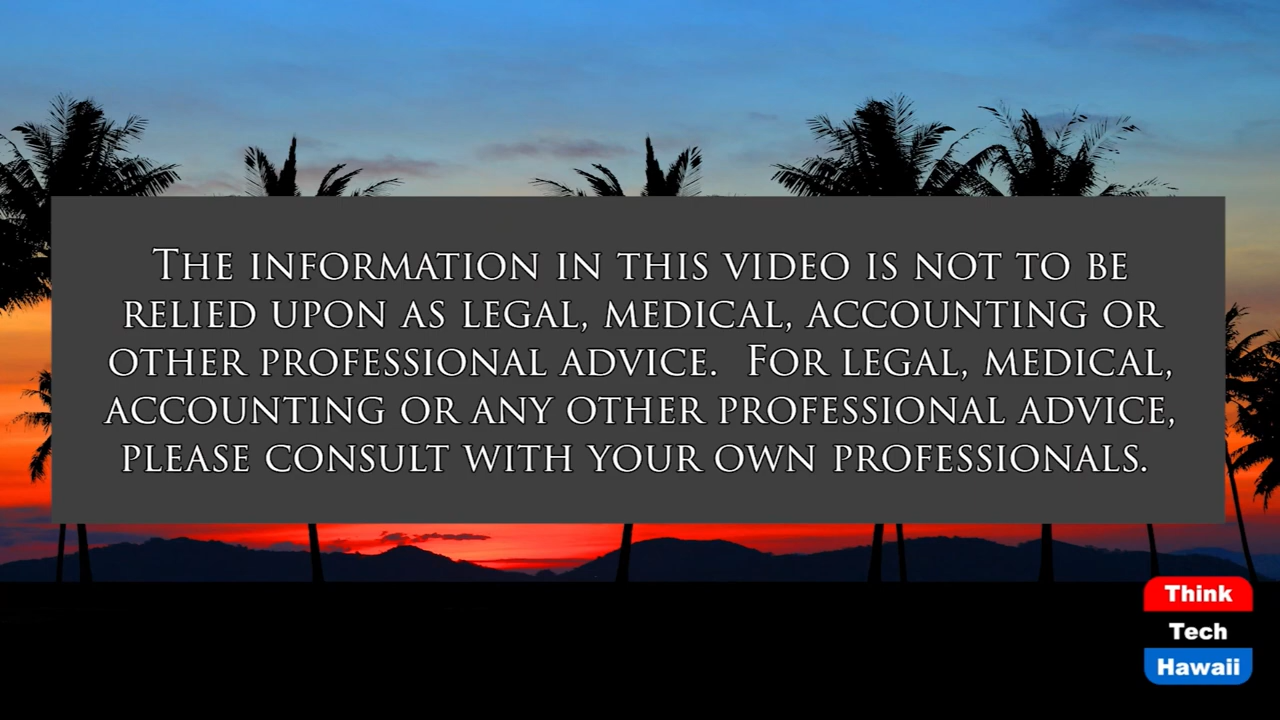 The information in this video is not to be
relied upon as legal, medical, accounting or
other professional advice. For legal, medical,
accounting or any other professional advice,
please consult with your own professionals.
Think
Tech
Hawaii